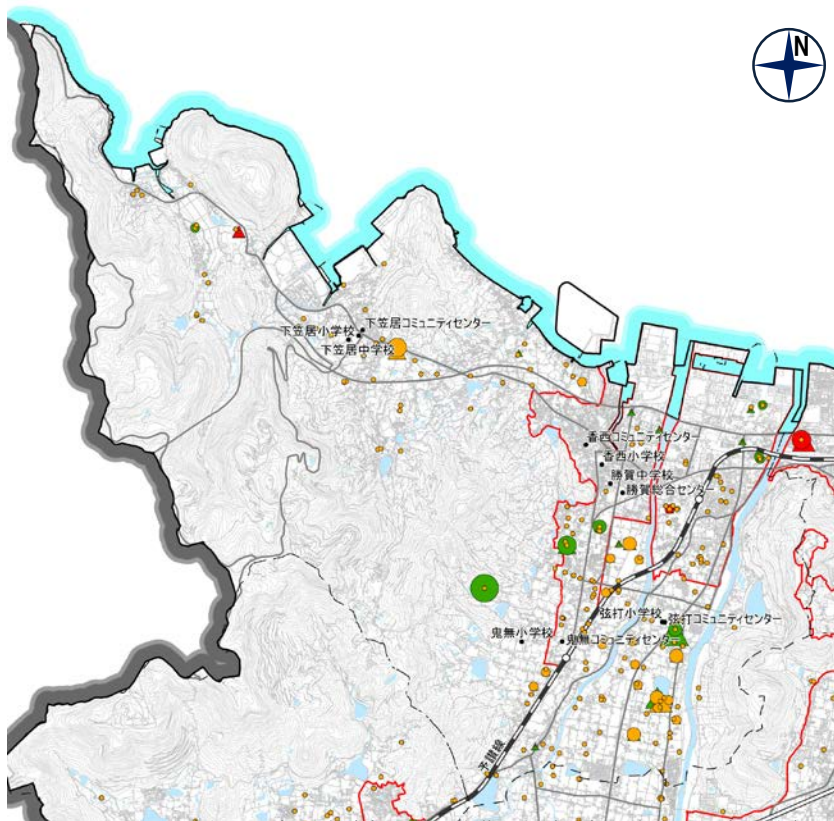 N
下笠居コミュニティセンター
下笠居小学校
下笠居中学校
香西コミュニティセンター
香西小学校
勝賀中学校
勝賀総合センター
弦打小学校
弦打コミュニティセンター
鬼無小学校
鬼無コミュニティセンター
予讃線